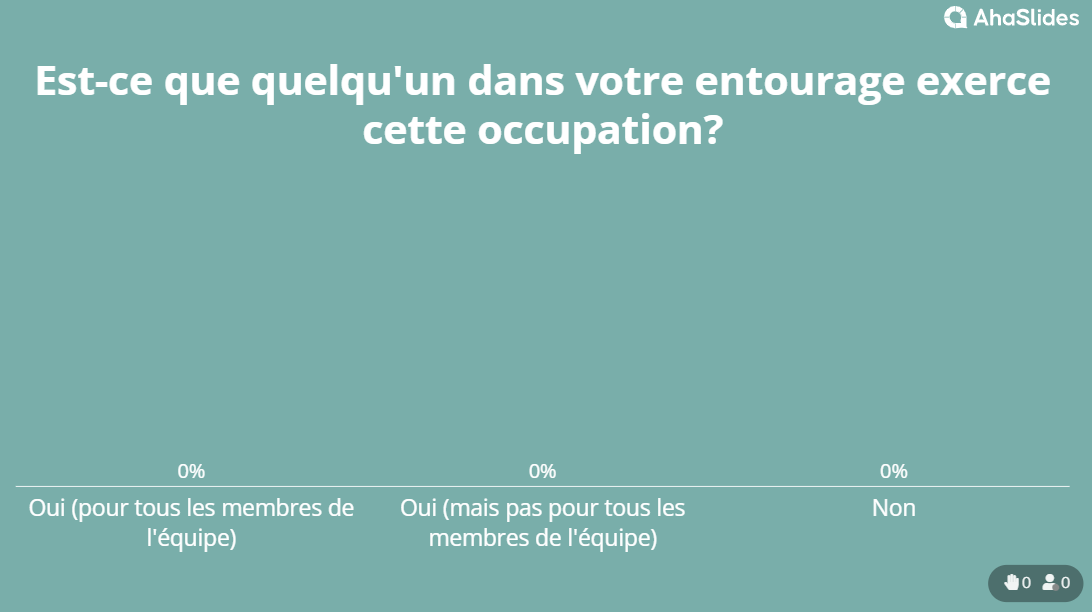 AhaSlides
Est-ce que quelqu'un dans votre entourage exerce
cette occupation?
0%
0%
0%
Oui (pour tous les membres de
l'équipe)
Oui (mais pas pour tous les
membres de l'équipe)
Non
0
0